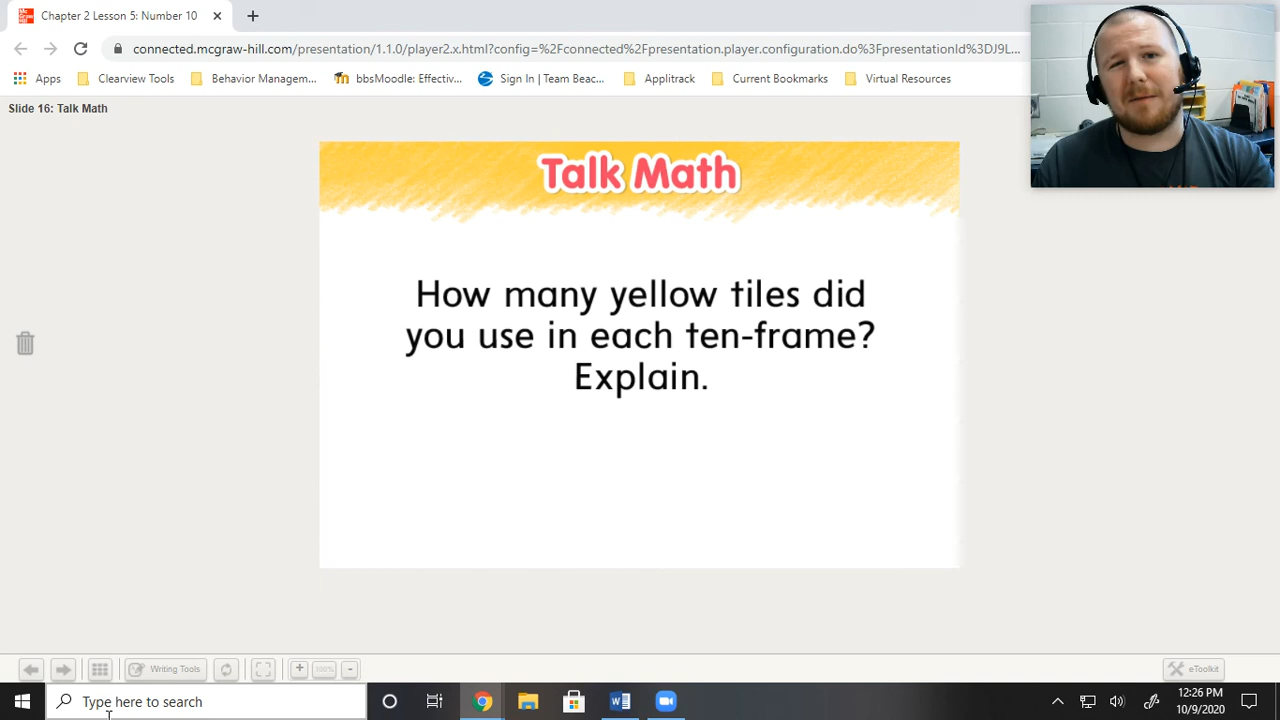 Chapter 2 Lesson 5: Number 10
connected.mcgraw-hill.com/presentation/1.1.0/player2.x.html?config=%2Fconnected%2Fpresentation.player.configuration.do%3FpresentationId%3DJ9L...
Apps Clearview Tools Behavior Managem... bbsMoodle: Effectiv... Sign In | Team Beac... Applitrack Current Bookmarks Virtual Resources
Slide 16: Talk Math
Talk Math
How many yellow tiles did
you use in each ten-frame?
Explain.
Writing Tools 100% eToolkit
Type here to search
12:26 PM
10/9/2020